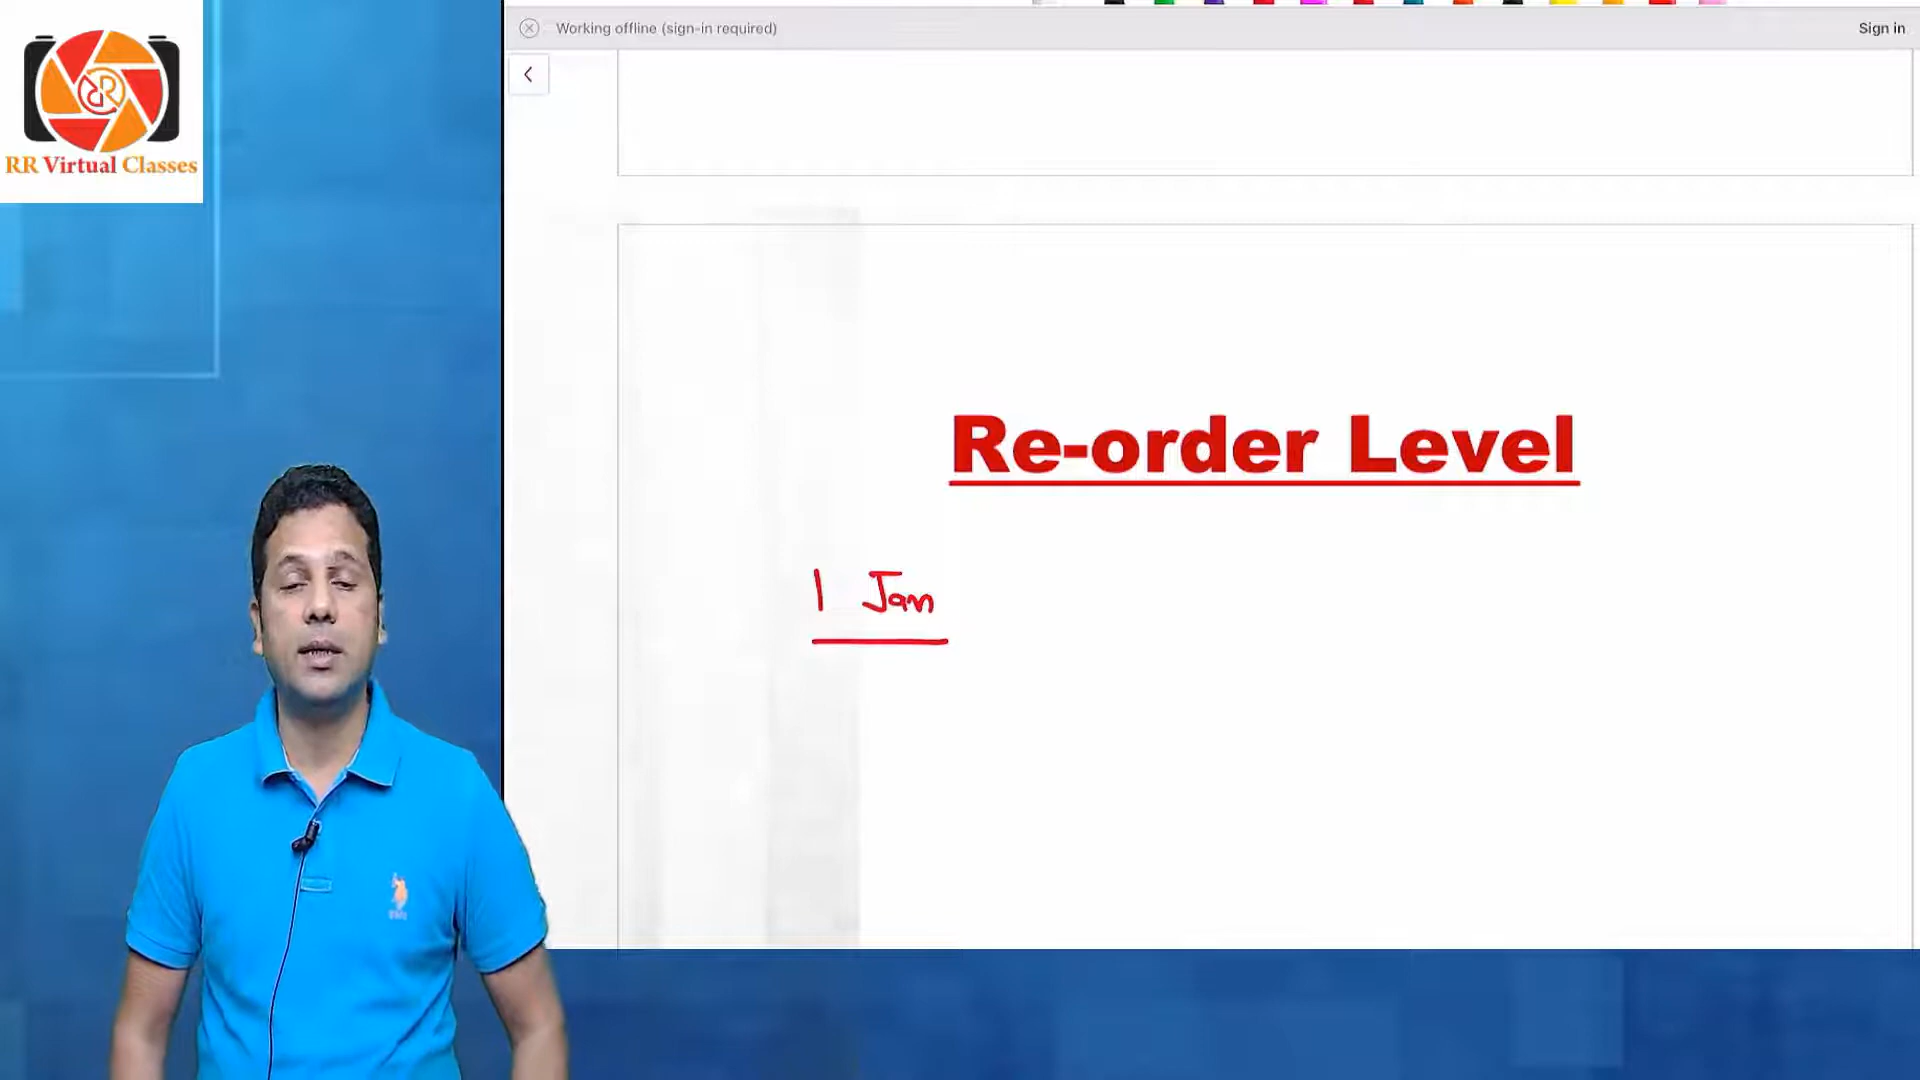 Working offline (sign-in required)
Sign in
RR Virtual Classes
Re-order Level
1 Jan